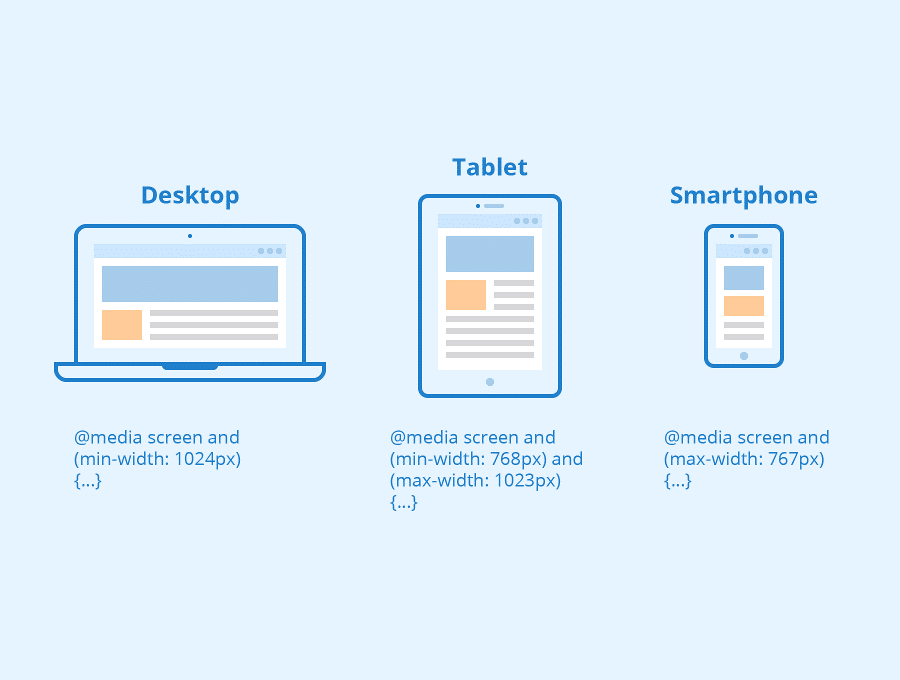 Desktop
@media screen and
(min-width: 1024px)
{...}
Tablet
@media screen and
(min-width: 768px) and
(max-width: 1023px)
{...}
Smartphone
@media screen and
(max-width: 767px)
{...}